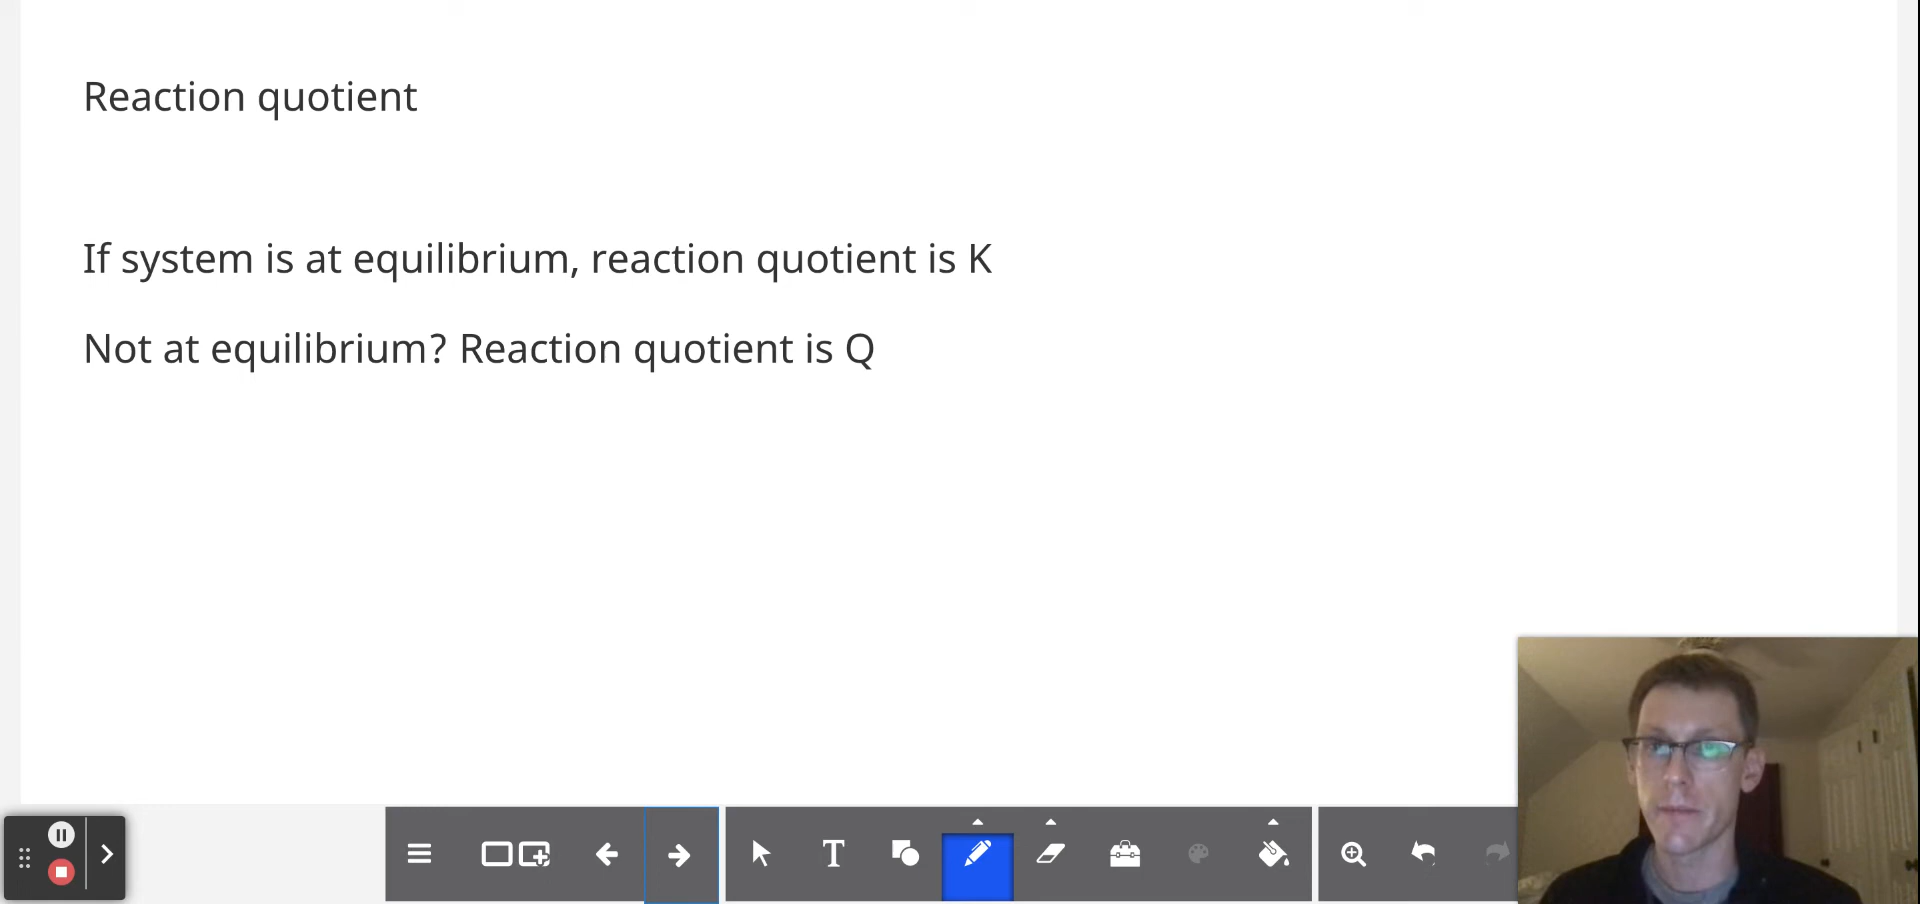 Reaction quotient
If system is at equilibrium, reaction quotient is K
Not at equilibrium? Reaction quotient is Q
T